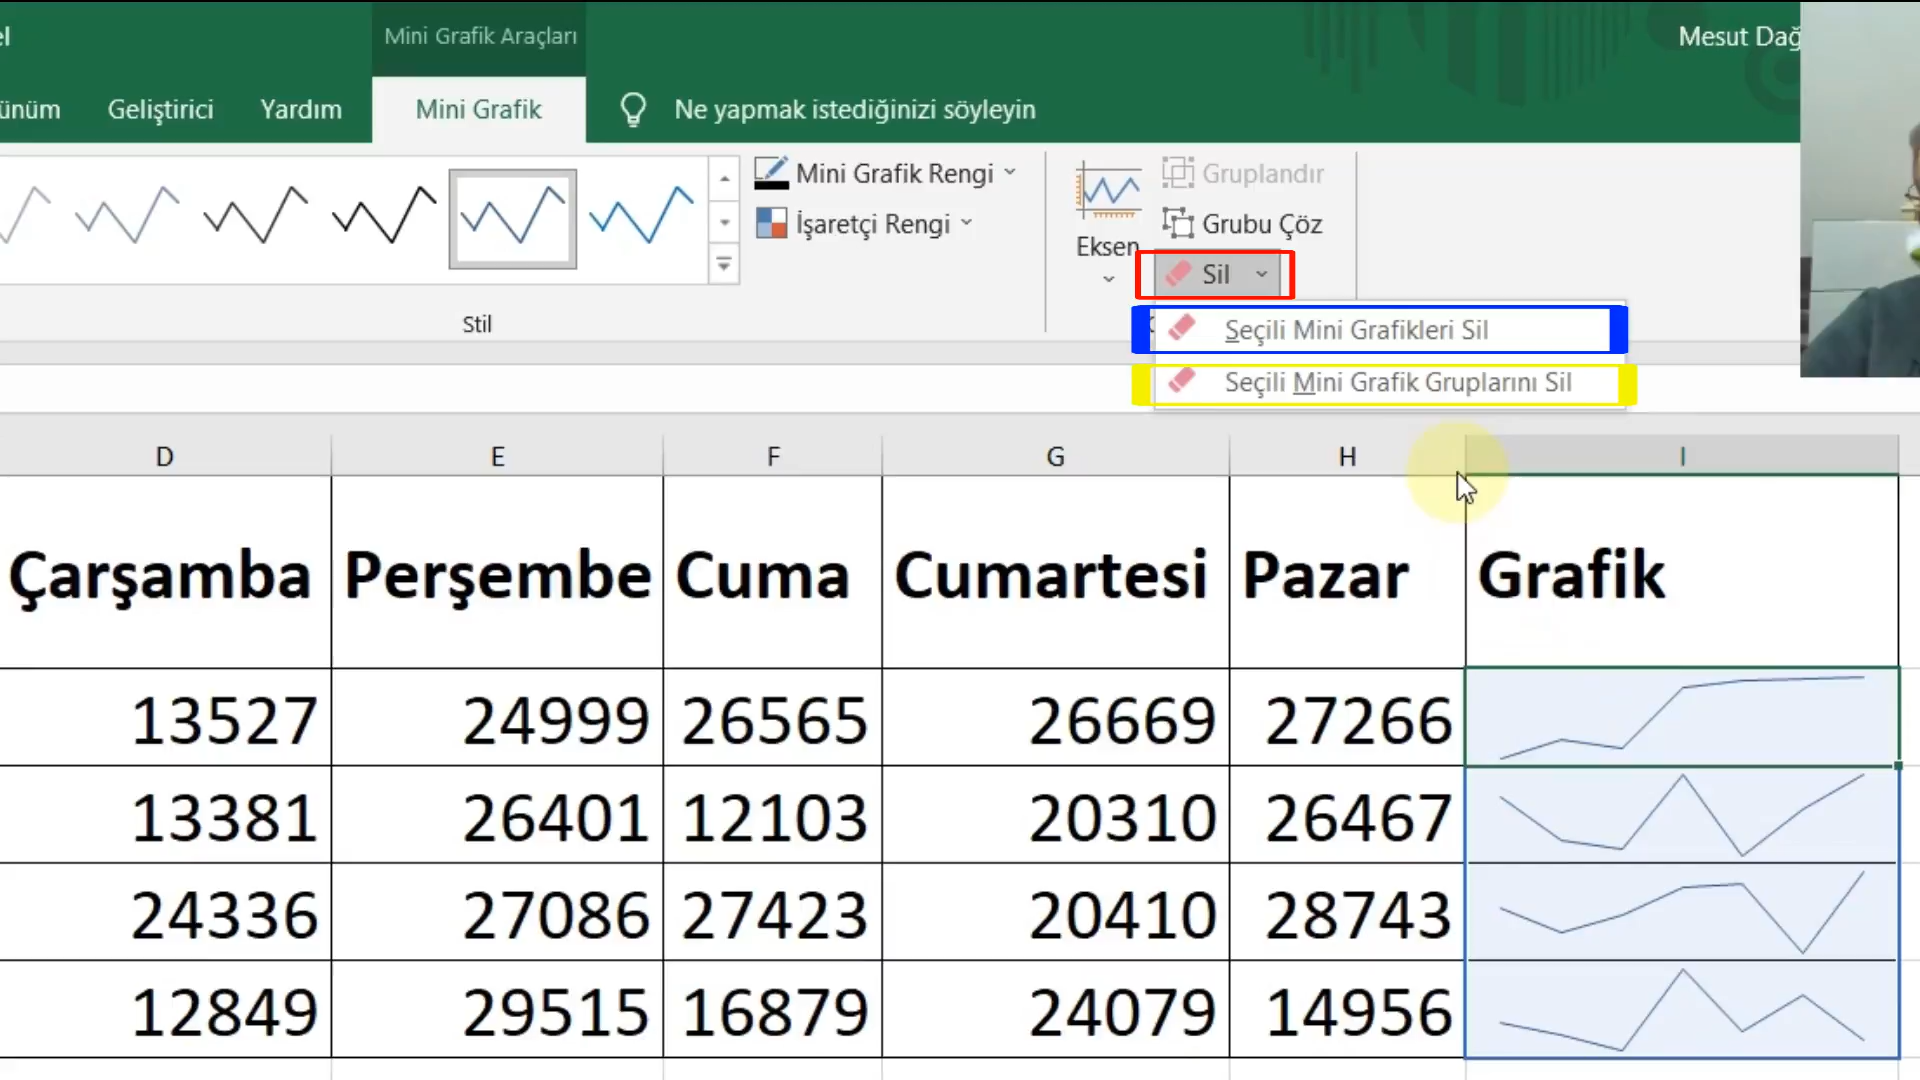 Mini Grafik Araçları
Mesut Dağ
Geliştirici
Yardım
Mini Grafik
Ne yapmak istediğinizi söyleyin
Mini Grafik Rengi
İşaretçi Rengi
Stil
Eksen
Gruplandır
Grubu Çöz
Sil
Seçili Mini Grafikleri Sil
Seçili Mini Grafik Gruplarını Sil
D E F G H I
Çarşamba Perşembe Cuma Cumartesi Pazar Grafik
13527 24999 26565 26669 27266
13381 26401 12103 20310 26467
24336 27086 27423 20410 28743
12849 29515 16879 24079 14956